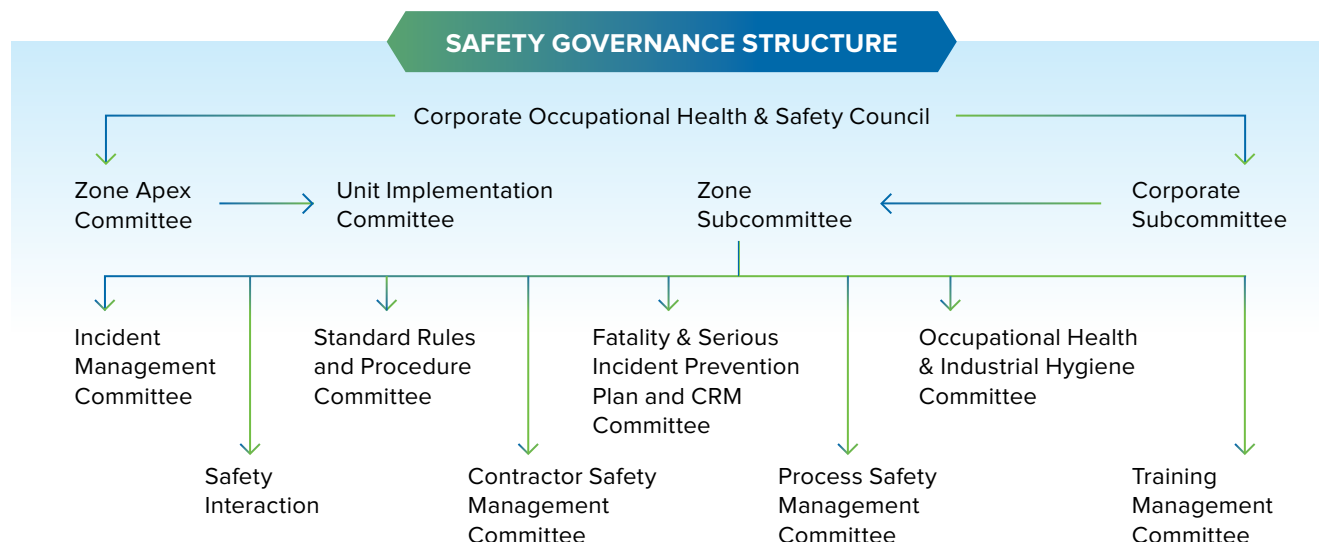 SAFETY GOVERNANCE STRUCTURE
Corporate Occupational Health & Safety Council
Zone Apex
Committee
Unit Implementation
Committee
Zone
Subcommittee
Corporate
Subcommittee
Incident
Management
Committee
Standard Rules
and Procedure
Committee
Fatality & Serious
Incident Prevention
Plan and CRM
Committee
Occupational Health
& Industrial Hygiene
Committee
Safety
Interaction
Contractor Safety
Management
Committee
Process Safety
Management
Committee
Training
Management
Committee